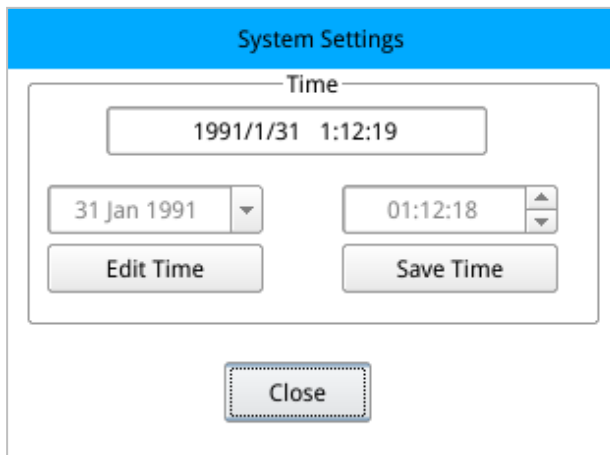 System Settings
Time
1991/1/31 1:12:19
31 Jan 1991 01:12:18
Edit Time Save Time
Close